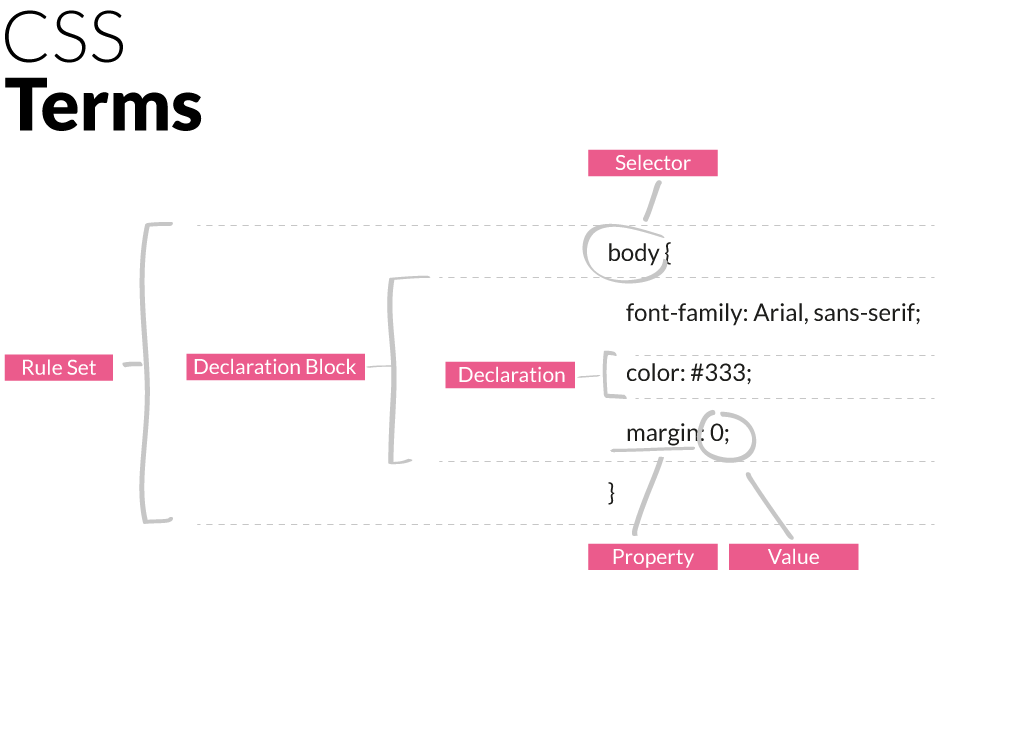 CSS
Terms
Selector
body {
font-family: Arial, sans-serif;
Rule Set
Declaration Block
Declaration
color: #333;
margin: 0;
}
Property
Value